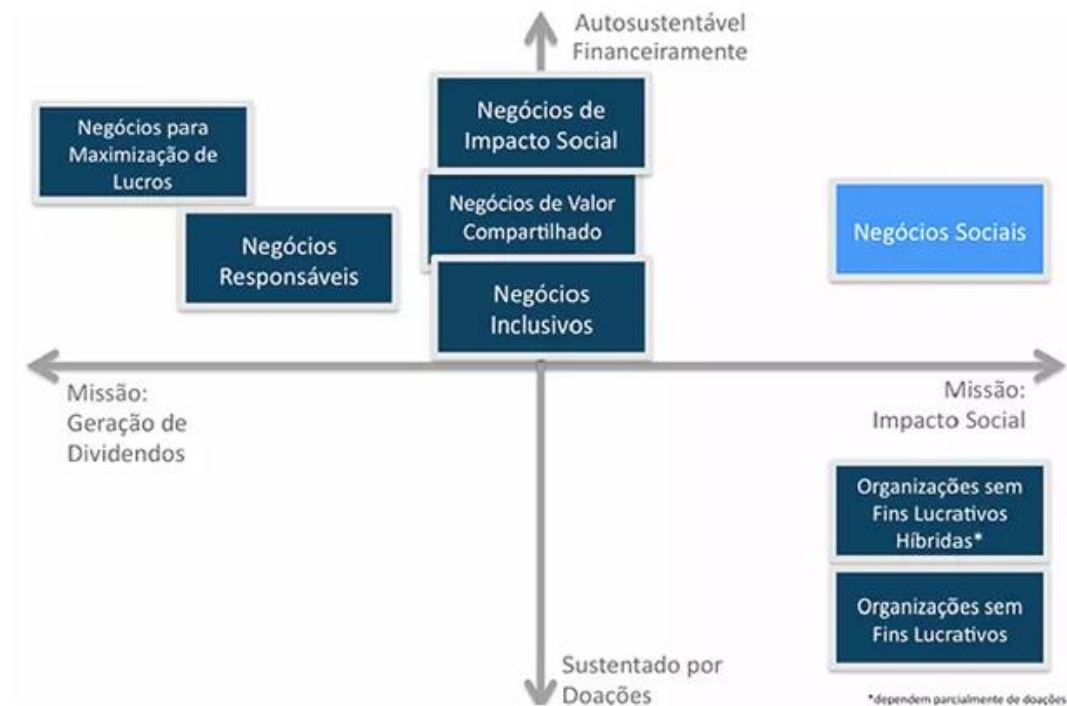 Autosustentável
Financeiramente
Negócios para
Maximização de
Lucros
Negócios de
Impacto Social
Negócios Responsáveis
Negócios de Valor
Compartilhado
Negócios Sociais
Negócios
Inclusivos
Missão:
Geração de
Dividendos
Missão:
Impacto Social
Organizações sem
Fins Lucrativos
Híbridas*
Organizações sem
Fins Lucrativos
Sustentado por
Doações
*dependem parcialmente de doações